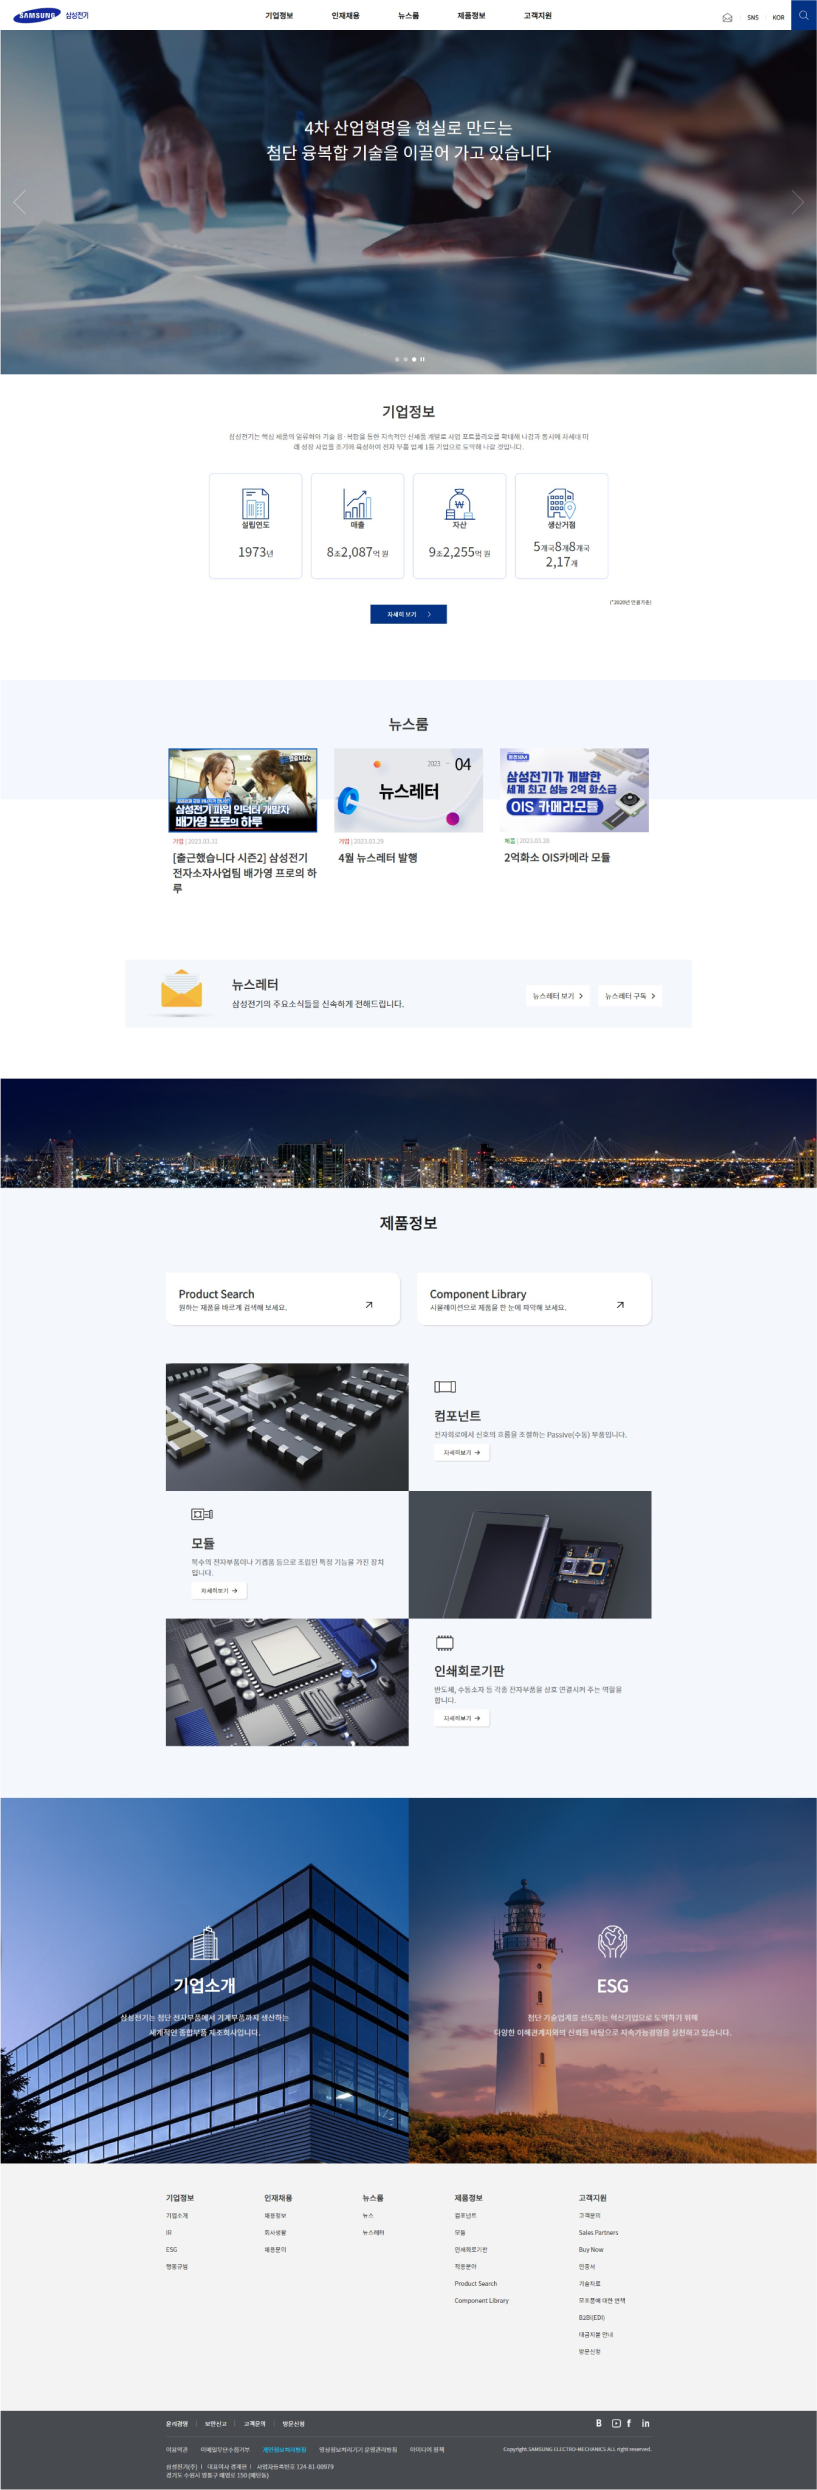 SAMSUNG 삼성전기
기업정보 인재채용 뉴스룸 제품정보 고객지원
SNS KOR
4차 산업혁명을 현실로 만드는
첨단 융복합 기술을 이끌어 가고 있습니다
기업정보
삼성전기는 핵심 제품의 일류화와 기술 융·복합을 통한 지속적인 신제품 개발로 사업 포트폴리오를 확대해 나감과 동시에 차세대 미
래 성장 사업을 조기에 육성하여 전자 부품 업계 1등 기업으로 도약해 나갈 것입니다.
설립연도 매출 자산 생산거점
1973년 8조2,087억 원 9조2,255억 원 5개국8개8개국
2,17개
(*2020년 연결기준)
자세히 보기
뉴스룸
삼성전기 파워 인덕터 개발자
배가영 프로의 하루
2023 04
뉴스레터
삼성전기가 개발한
세계 최고 성능 2억 화소급
OIS 카메라모듈
기업 | 2023.03.31
[출근했습니다 시즌2] 삼성전기
전자소자사업팀 배가영 프로의 하
루
기업 | 2023.03.29
4월 뉴스레터 발행
제품 | 2023.03.28
2억화소 OIS카메라 모듈
뉴스레터
삼성전기의 주요소식들을 신속하게 전해드립니다.
뉴스레터 보기 뉴스레터 구독
제품정보
Product Search
원하는 제품을 빠르게 검색해 보세요.
Component Library
시뮬레이션으로 제품을 한 눈에 파악해 보세요.
컴포넌트
전자회로에서 신호의 흐름을 조절하는 Passive(수동) 부품입니다.
자세히보기
모듈
복수의 전자부품이나 기구품 등으로 조립된 특정 기능을 가진 장치
입니다.
자세히보기
인쇄회로기판
반도체, 수동소자 등 각종 전자부품을 상호 연결시켜 주는 역할을
합니다.
자세히보기
기업소개
삼성전기는 첨단 전자부품에서 기계부품까지 생산하는
세계적인 종합부품 제조회사입니다.
ESG
첨단 기술업계를 선도하는 혁신기업으로 도약하기 위해
다양한 이해관계자와의 신뢰를 바탕으로 지속가능경영을 실천하고 있습니다.
기업정보
기업소개
IR
ESG
행동규범
인재채용
채용정보
회사생활
채용문의
뉴스룸
뉴스
뉴스레터
제품정보
컴포넌트
모듈
인쇄회로기판
적용분야
Product Search
Component Library
고객지원
고객문의
Sales Partners
Buy Now
인증서
기술자료
모조품에 대한 면책
B2Bi(EDI)
대금지불 안내
방문신청
윤리경영 보안신고 고객문의 방문신청
B f in
이용약관 이메일무단수집거부 개인정보처리방침 영상정보처리기기 운영관리방침 아이디어 정책
Copyright SAMSUNG ELECTRO-MECHANICS ALL right reserved.
삼성전기(주) | 대표이사 경계현 | 사업자등록번호 124-81-00979
경기도 수원시 영통구 매영로 150 (매탄동)